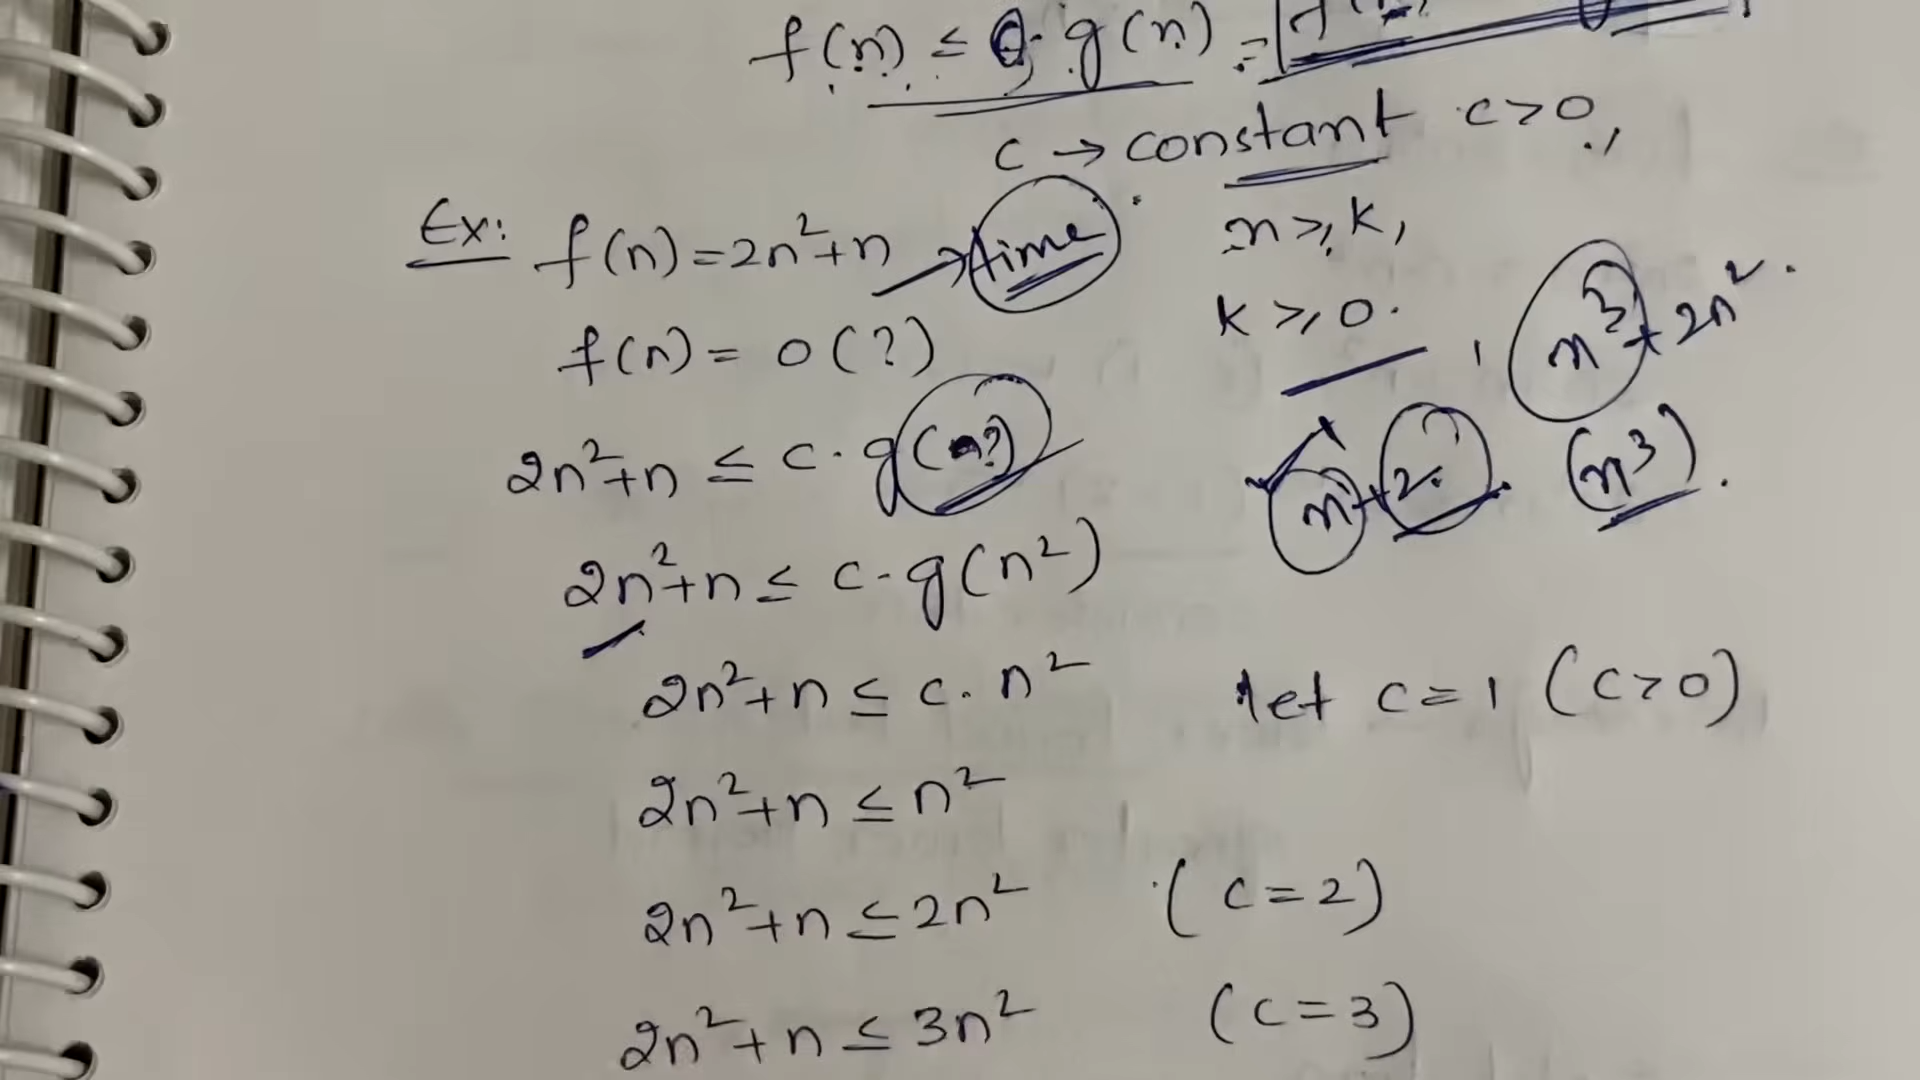 f(n) ≤ c· g(n) =
c → constant c>0,
Ex: f(n)=2n²+n → time
n ≥ k,
f(n) = O(?)
k ≥ 0.
n³+2n².
2n²+n ≤ c·g(n?)
n²+2.
(n³).
2n²+n ≤ c·g(n²)
2n²+n ≤ c·n² let c=1 (c>0)
2n²+n ≤ n²
2n²+n ≤ 2n² (c=2)
2n²+n ≤ 3n² (c=3)